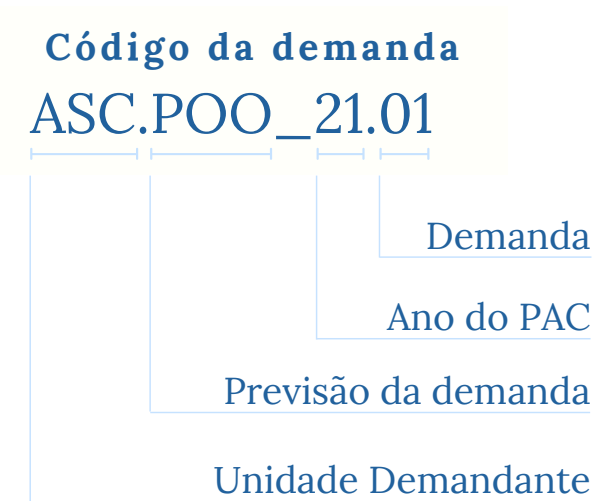 Código da demanda
ASC.POO_21.01
Demanda
Ano do PAC
Previsão da demanda
Unidade Demandante